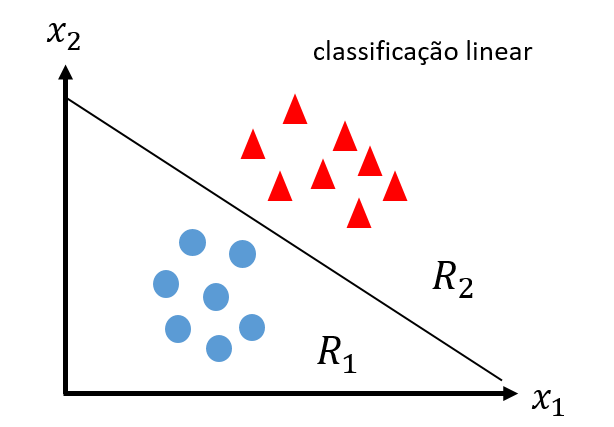 x₂
classificação linear
R₂
R₁
x₁